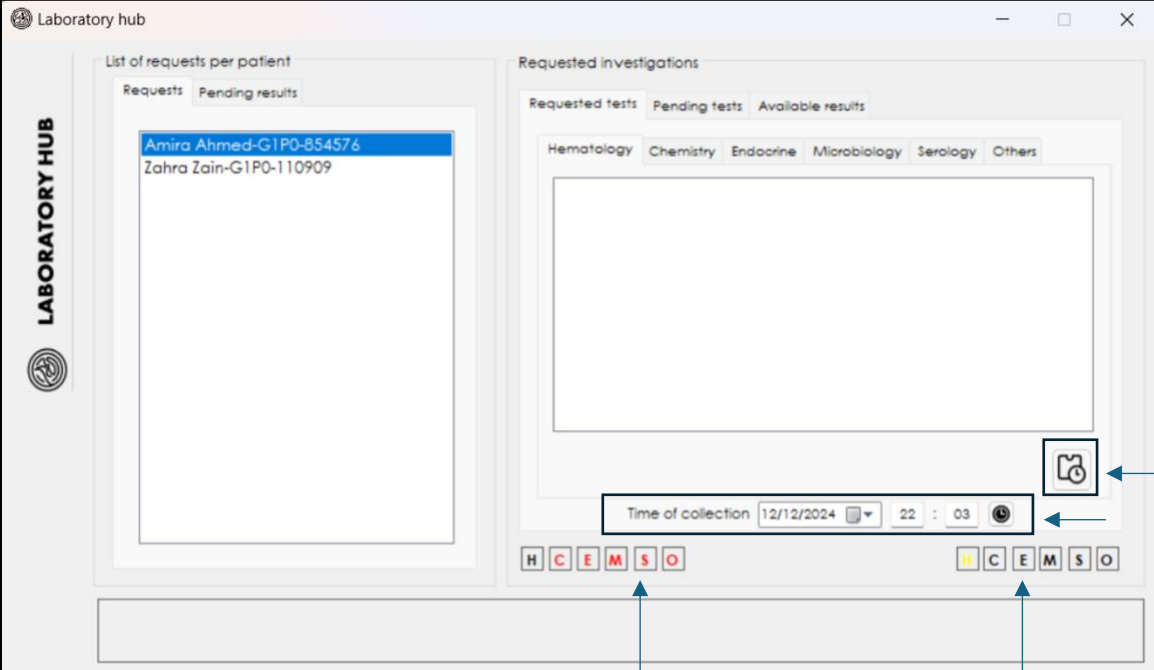 Laboratory hub
LABORATORY HUB
List of requests per patient
Requests Pending results
Amira Ahmed-G1P0-854576
Zahra Zain-G1P0-110909
Requested investigations
Requested tests Pending tests Available results
Hematology Chemistry Endocrine Microbiology Serology Others
Time of collection 12/12/2024 22 : 03
H C E M S O
H C E M S O